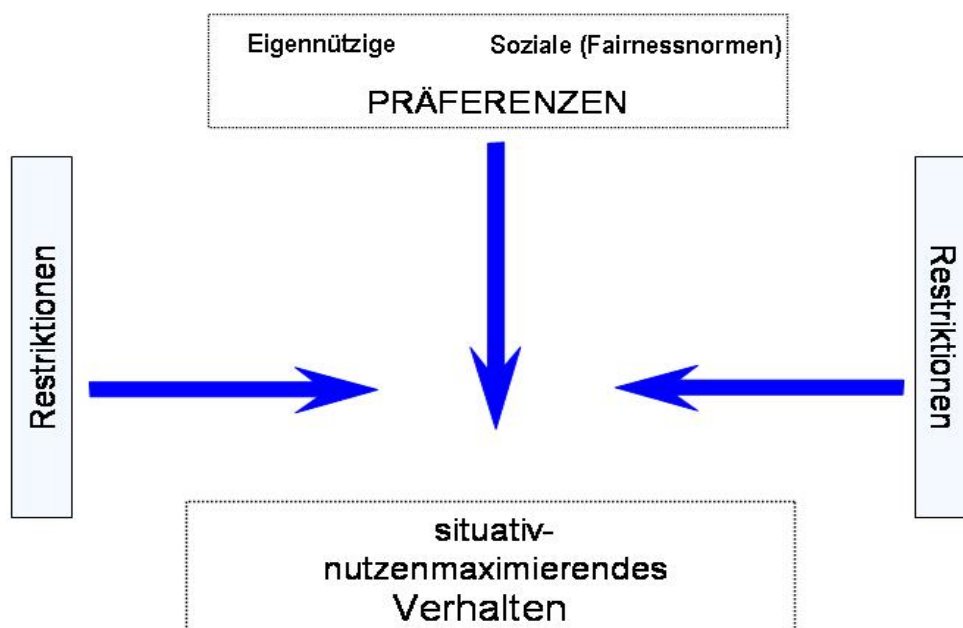 Eigennützige Soziale (Fairnessnormen)
PRÄFERENZEN
Restriktionen
Restriktionen
situativ-
nutzenmaximierendes
Verhalten